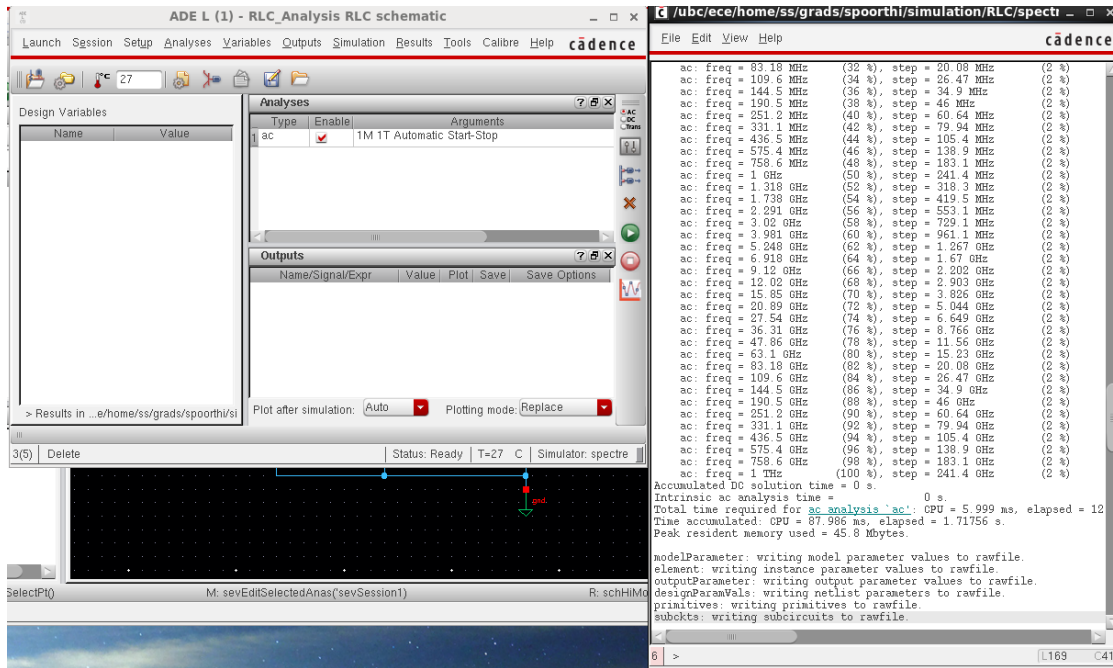 ADE L (1) - RLC_Analysis RLC schematic
Launch Session Setup Analyses Variables Outputs Simulation Results Tools Calibre Help cādence
27
Design Variables
Name Value
> Results in ...e/home/ss/grads/spoorthi/si
Analyses
Type Enable Arguments
1 ac 1M 1T Automatic Start-Stop
AC
DC
Trans
Outputs
Name/Signal/Expr Value Plot Save Save Options
Plot after simulation: Auto Plotting mode: Replace
3(5) Delete Status: Ready T=27 C Simulator: spectre
gnd
SelectPt() M: sevEditSelectedAnas('sevSession1) R: schHiMo
/ubc/ece/home/ss/grads/spoorthi/simulation/RLC/spectr
File Edit View Help cādence
ac: freq = 83.18 MHz (32 %), step = 20.08 MHz (2 %)
ac: freq = 109.6 MHz (34 %), step = 26.47 MHz (2 %)
ac: freq = 144.5 MHz (36 %), step = 34.9 MHz (2 %)
ac: freq = 190.5 MHz (38 %), step = 46 MHz (2 %)
ac: freq = 251.2 MHz (40 %), step = 60.64 MHz (2 %)
ac: freq = 331.1 MHz (42 %), step = 79.94 MHz (2 %)
ac: freq = 436.5 MHz (44 %), step = 105.4 MHz (2 %)
ac: freq = 575.4 MHz (46 %), step = 138.9 MHz (2 %)
ac: freq = 758.6 MHz (48 %), step = 183.1 MHz (2 %)
ac: freq = 1 GHz (50 %), step = 241.4 MHz (2 %)
ac: freq = 1.318 GHz (52 %), step = 318.3 MHz (2 %)
ac: freq = 1.738 GHz (54 %), step = 419.5 MHz (2 %)
ac: freq = 2.291 GHz (56 %), step = 553.1 MHz (2 %)
ac: freq = 3.02 GHz (58 %), step = 729.1 MHz (2 %)
ac: freq = 3.981 GHz (60 %), step = 961.1 MHz (2 %)
ac: freq = 5.248 GHz (62 %), step = 1.267 GHz (2 %)
ac: freq = 6.918 GHz (64 %), step = 1.67 GHz (2 %)
ac: freq = 9.12 GHz (66 %), step = 2.202 GHz (2 %)
ac: freq = 12.02 GHz (68 %), step = 2.903 GHz (2 %)
ac: freq = 15.85 GHz (70 %), step = 3.826 GHz (2 %)
ac: freq = 20.89 GHz (72 %), step = 5.044 GHz (2 %)
ac: freq = 27.54 GHz (74 %), step = 6.649 GHz (2 %)
ac: freq = 36.31 GHz (76 %), step = 8.766 GHz (2 %)
ac: freq = 47.86 GHz (78 %), step = 11.56 GHz (2 %)
ac: freq = 63.1 GHz (80 %), step = 15.23 GHz (2 %)
ac: freq = 83.18 GHz (82 %), step = 20.08 GHz (2 %)
ac: freq = 109.6 GHz (84 %), step = 26.47 GHz (2 %)
ac: freq = 144.5 GHz (86 %), step = 34.9 GHz (2 %)
ac: freq = 190.5 GHz (88 %), step = 46 GHz (2 %)
ac: freq = 251.2 GHz (90 %), step = 60.64 GHz (2 %)
ac: freq = 331.1 GHz (92 %), step = 79.94 GHz (2 %)
ac: freq = 436.5 GHz (94 %), step = 105.4 GHz (2 %)
ac: freq = 575.4 GHz (96 %), step = 138.9 GHz (2 %)
ac: freq = 758.6 GHz (98 %), step = 183.1 GHz (2 %)
ac: freq = 1 THz (100 %), step = 241.4 GHz (2 %)
Accumulated DC solution time = 0 s.
Intrinsic ac analysis time = 0 s.
Total time required for ac analysis `ac': CPU = 5.999 ms, elapsed = 12
Time accumulated: CPU = 87.986 ms, elapsed = 1.71756 s.
Peak resident memory used = 45.8 Mbytes.
modelParameter: writing model parameter values to rawfile.
element: writing instance parameter values to rawfile.
outputParameter: writing output parameter values to rawfile.
designParamVals: writing netlist parameters to rawfile.
primitives: writing primitives to rawfile.
subckts: writing subcircuits to rawfile.
6 > L169 C41